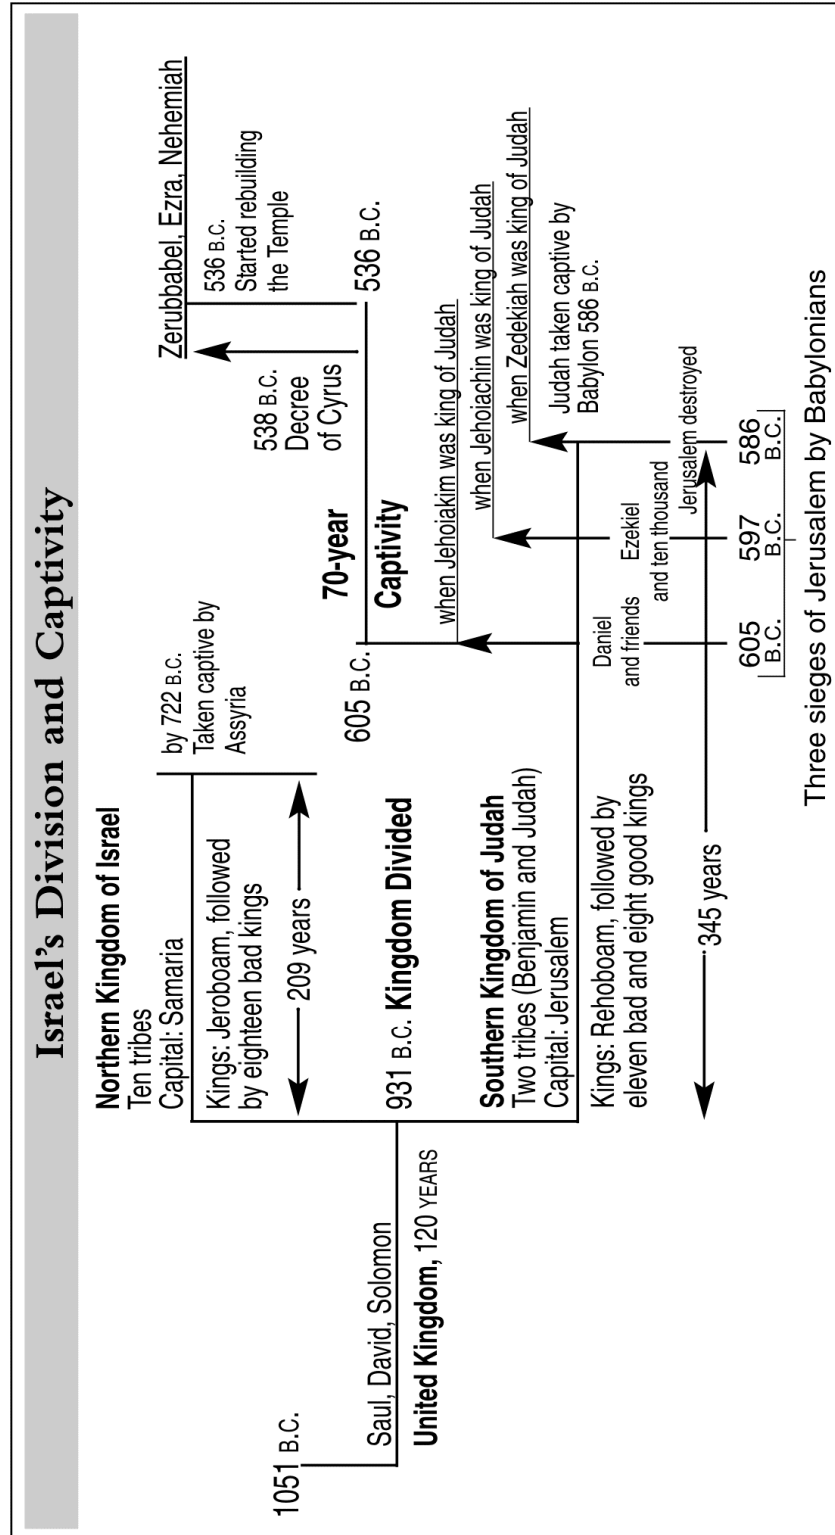 Israel's Division and Captivity
1051 B.C.
Saul, David, Solomon
United Kingdom, 120 YEARS
Northern Kingdom of Israel
Ten tribes
Capital: Samaria
Kings: Jeroboam, followed
by eighteen bad kings
209 years
by 722 B.C.
Taken captive by
Assyria
931 B.C. Kingdom Divided
Southern Kingdom of Judah
Two tribes (Benjamin and Judah)
Capital: Jerusalem
Kings: Rehoboam, followed by
eleven bad and eight good kings
345 years
605 B.C.
70-year
Captivity
538 B.C.
Decree
of Cyrus
Zerubbabel, Ezra, Nehemiah
536 B.C.
Started rebuilding
the Temple
536 B.C.
when Jehoiakim was king of Judah
when Jehoiachin was king of Judah
when Zedekiah was king of Judah
Judah taken captive by
Babylon 586 B.C.
Daniel
and friends
Ezekiel
and ten thousand
Jerusalem destroyed
605
B.C.
597
B.C.
586
B.C.
Three sieges of Jerusalem by Babylonians